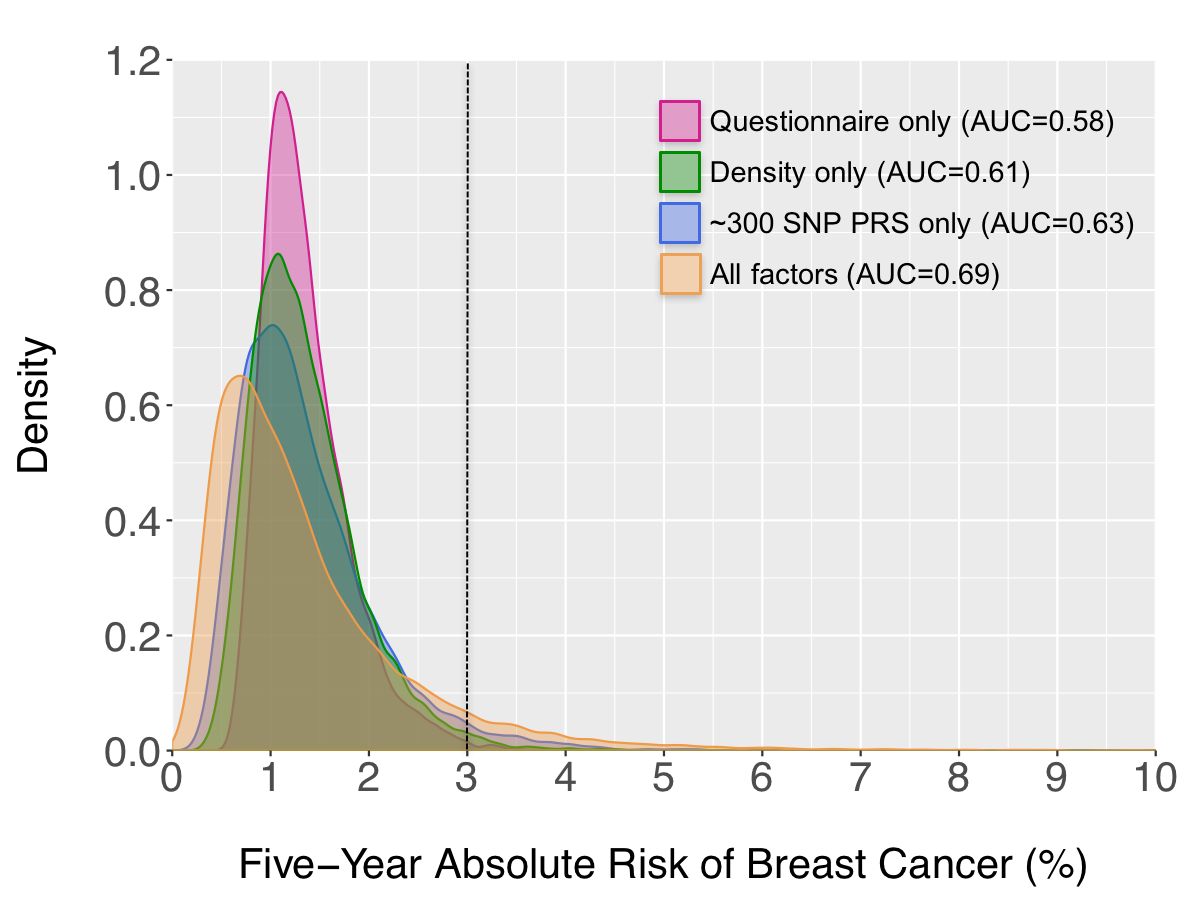 1.2
1.0
0.8
0.6
0.4
0.2
0.0
Density
Questionnaire only (AUC=0.58)
Density only (AUC=0.61)
~300 SNP PRS only (AUC=0.63)
All factors (AUC=0.69)
0 1 2 3 4 5 6 7 8 9 10
Five−Year Absolute Risk of Breast Cancer (%)